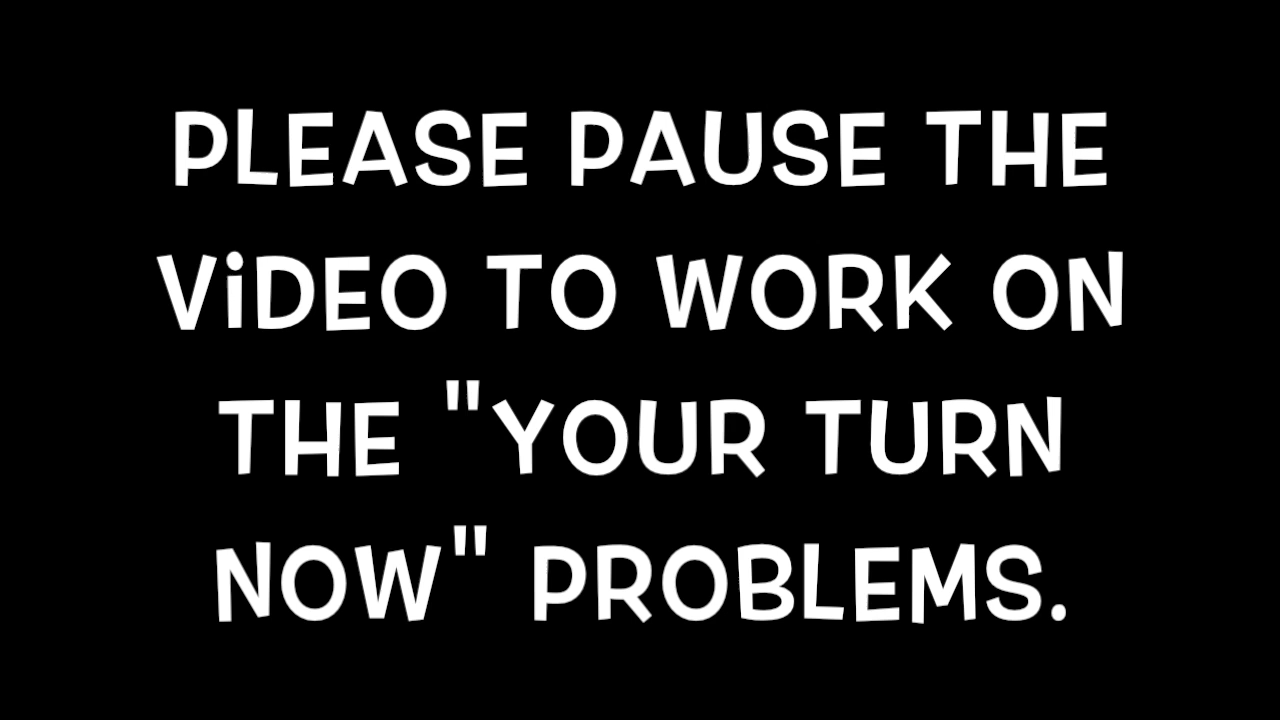 PLEASE PAUSE THE
ViDEO TO WORK ON
THE "YOUR TURN
NOW" PROBLEMS.